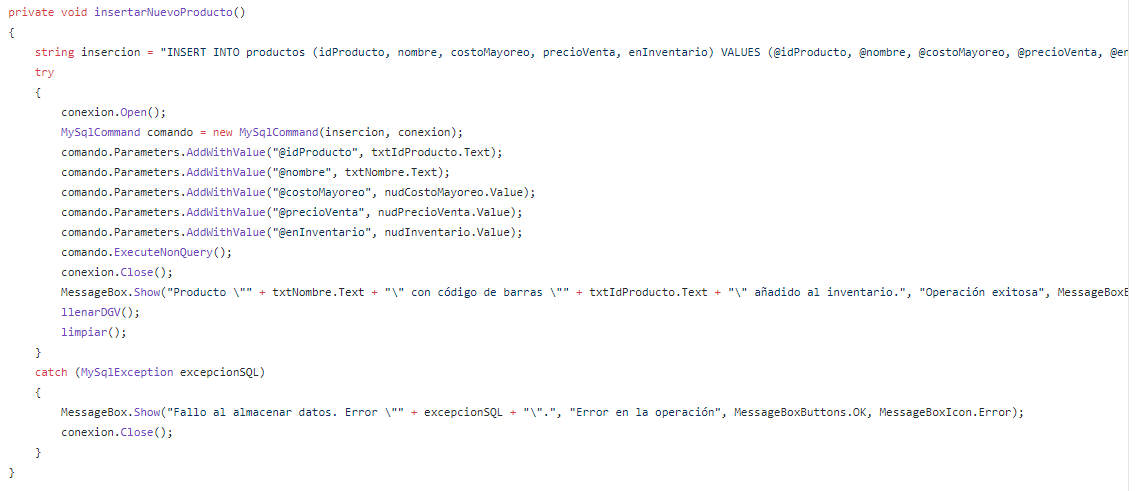 private void insertarNuevoProducto()
{
string insercion = "INSERT INTO productos (idProducto, nombre, costoMayoreo, precioVenta, enInventario) VALUES (@idProducto, @nombre, @costoMayoreo, @precioVenta, @en
try
{
conexion.Open();
MySqlCommand comando = new MySqlCommand(insercion, conexion);
comando.Parameters.AddWithValue("@idProducto", txtIdProducto.Text);
comando.Parameters.AddWithValue("@nombre", txtNombre.Text);
comando.Parameters.AddWithValue("@costoMayoreo", nudCostoMayoreo.Value);
comando.Parameters.AddWithValue("@precioVenta", nudPrecioVenta.Value);
comando.Parameters.AddWithValue("@enInventario", nudInventario.Value);
comando.ExecuteNonQuery();
conexion.Close();
MessageBox.Show("Producto \"" + txtNombre.Text + "\" con código de barras \"" + txtIdProducto.Text + "\" añadido al inventario.", "Operación exitosa", MessageBoxB
llenarDGV();
limpiar();
}
catch (MySqlException excepcionSQL)
{
MessageBox.Show("Fallo al almacenar datos. Error \"" + excepcionSQL + "\".", "Error en la operación", MessageBoxButtons.OK, MessageBoxIcon.Error);
conexion.Close();
}
}